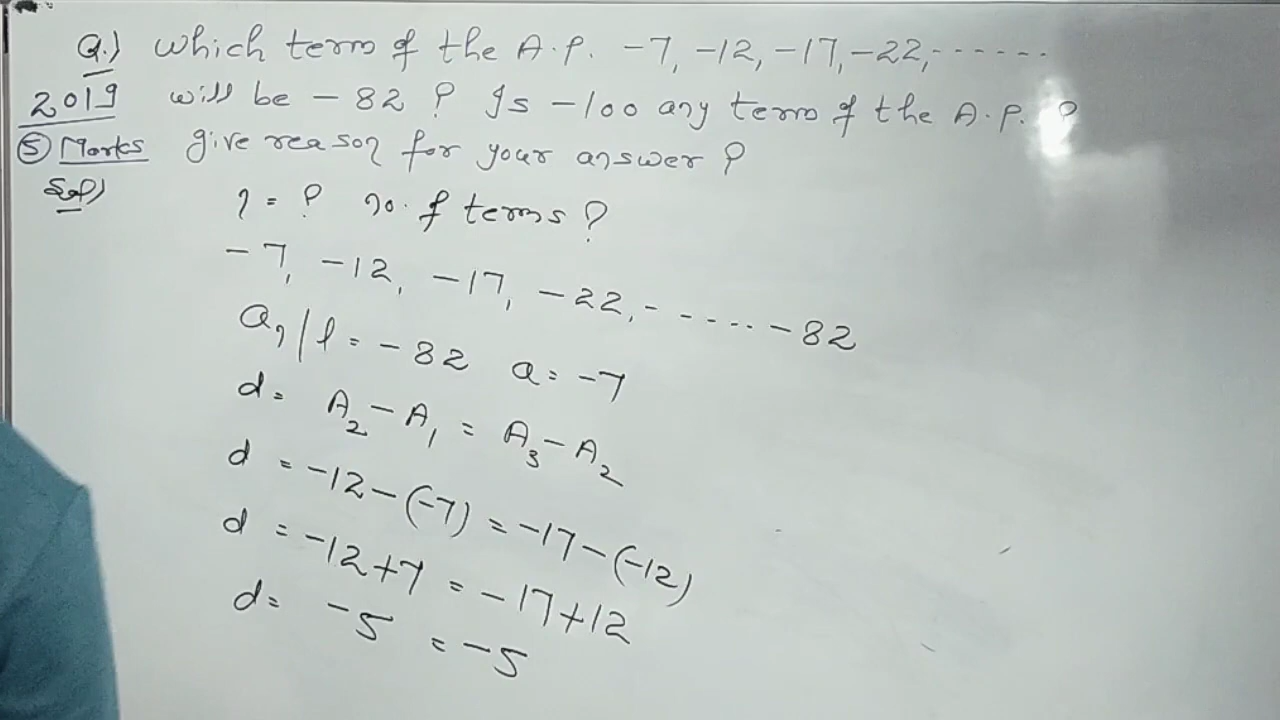 Q.) Which term of the A.P. -7, -12, -17, -22, ------
2019 will be - 82 ? Is -100 any term of the A.P. ?
⑤ Marks give reason for your answer ?
Sol)
n = ? no. of terms ?
-7, -12, -17, -22, - ..... -82
an/l = -82 a = -7
d = A2 - A1 = A3 - A2
d = -12 - (-7) = -17 - (-12)
d = -12+7 = -17+12
d = -5 = -5